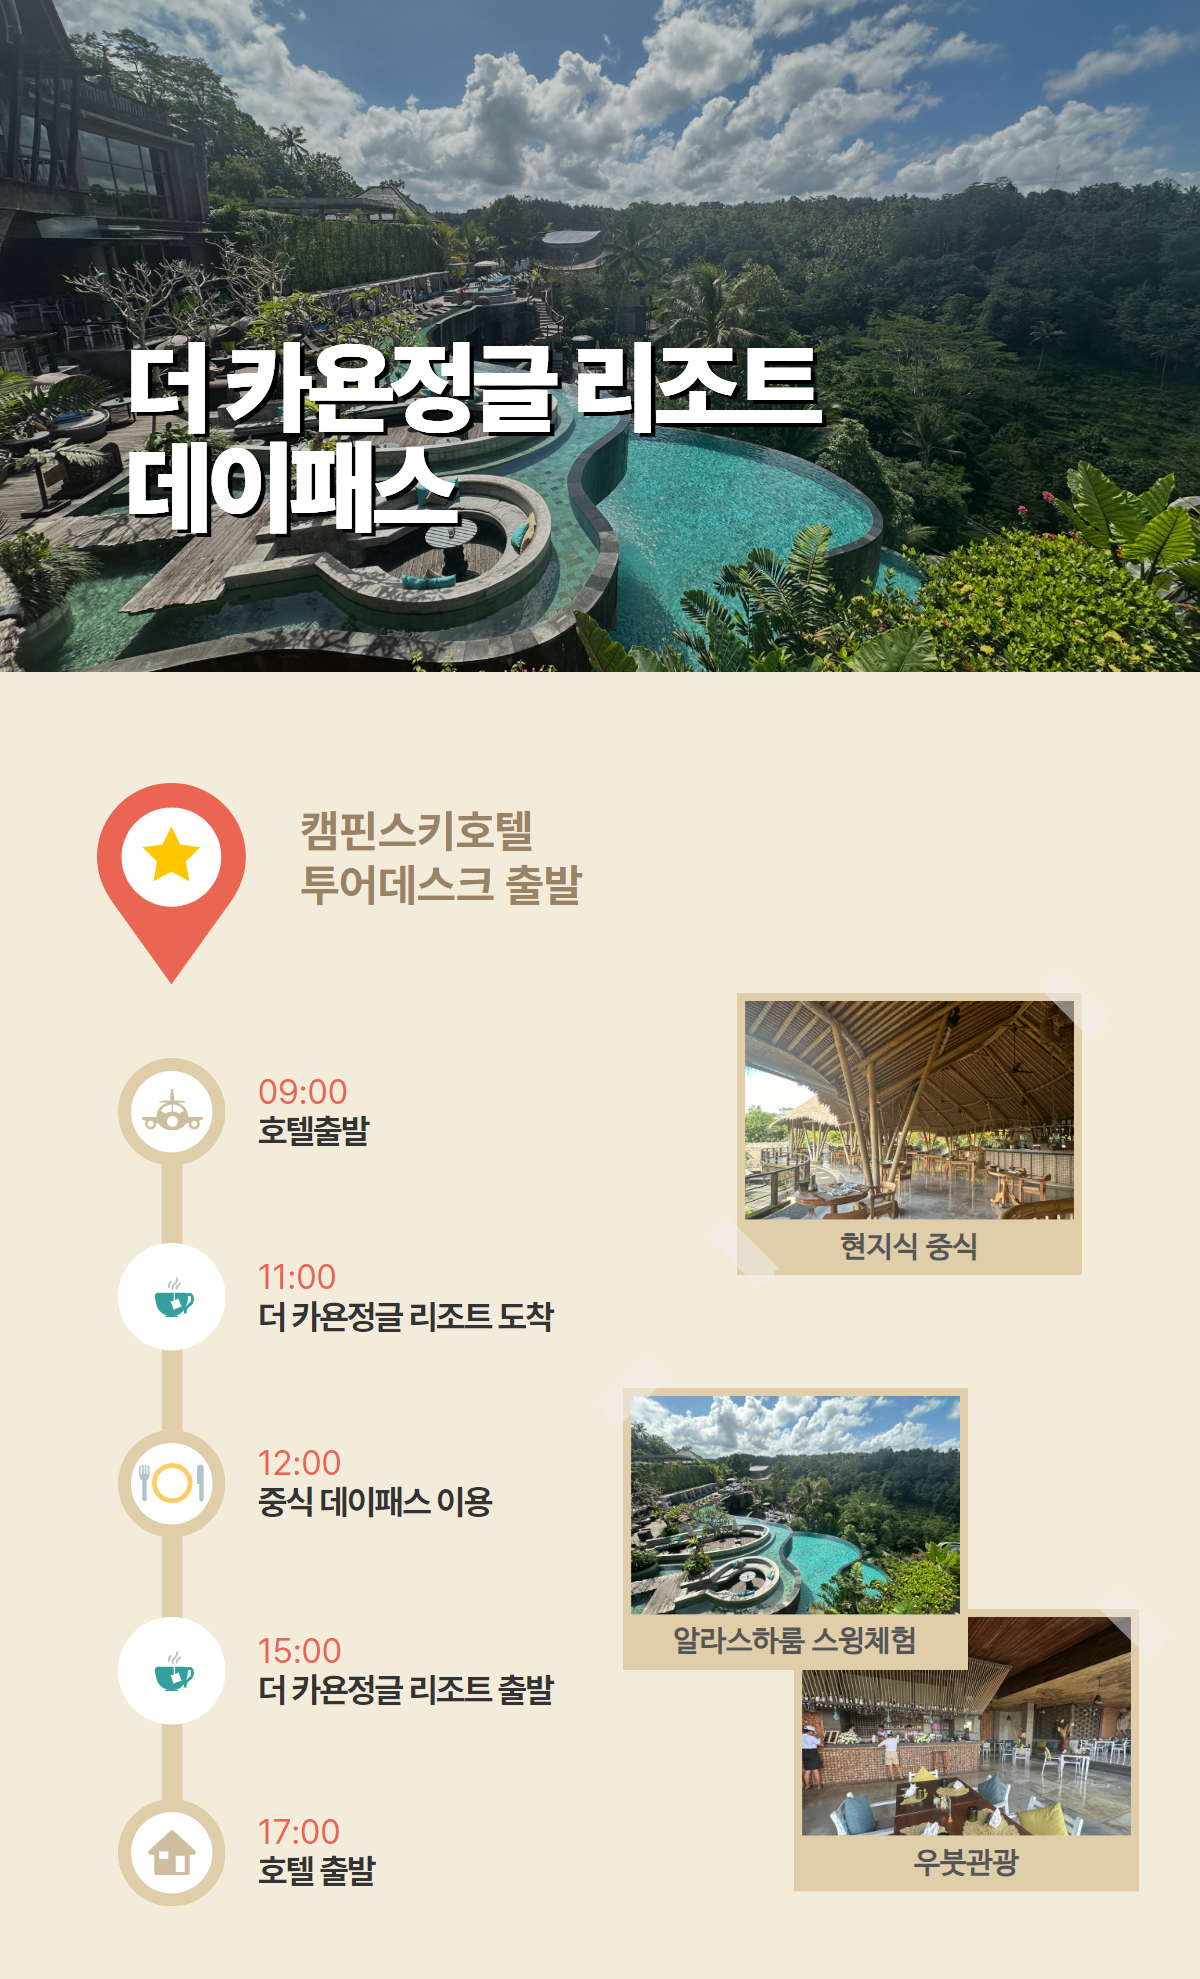 더 카욘정글 리조트
데이패스
캠핀스키호텔
투어데스크 출발
09:00
호텔출발
11:00
더 카욘정글 리조트 도착
12:00
중식 데이패스 이용
15:00
더 카욘정글 리조트 출발
17:00
호텔 출발
현지식 중식
알라스하룸 스윙체험
우붓관광